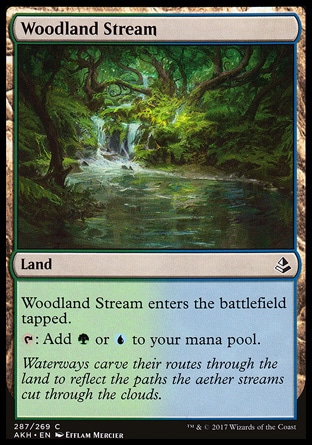 Woodland Stream
Land
Woodland Stream enters the battlefield
tapped.
: Add or to your mana pool.
Waterways carve their routes through the
land to reflect the paths the aether streams
cut through the clouds.
287/269 C
AKH • EN Efflam Mercier
™ & © 2017 Wizards of the Coast